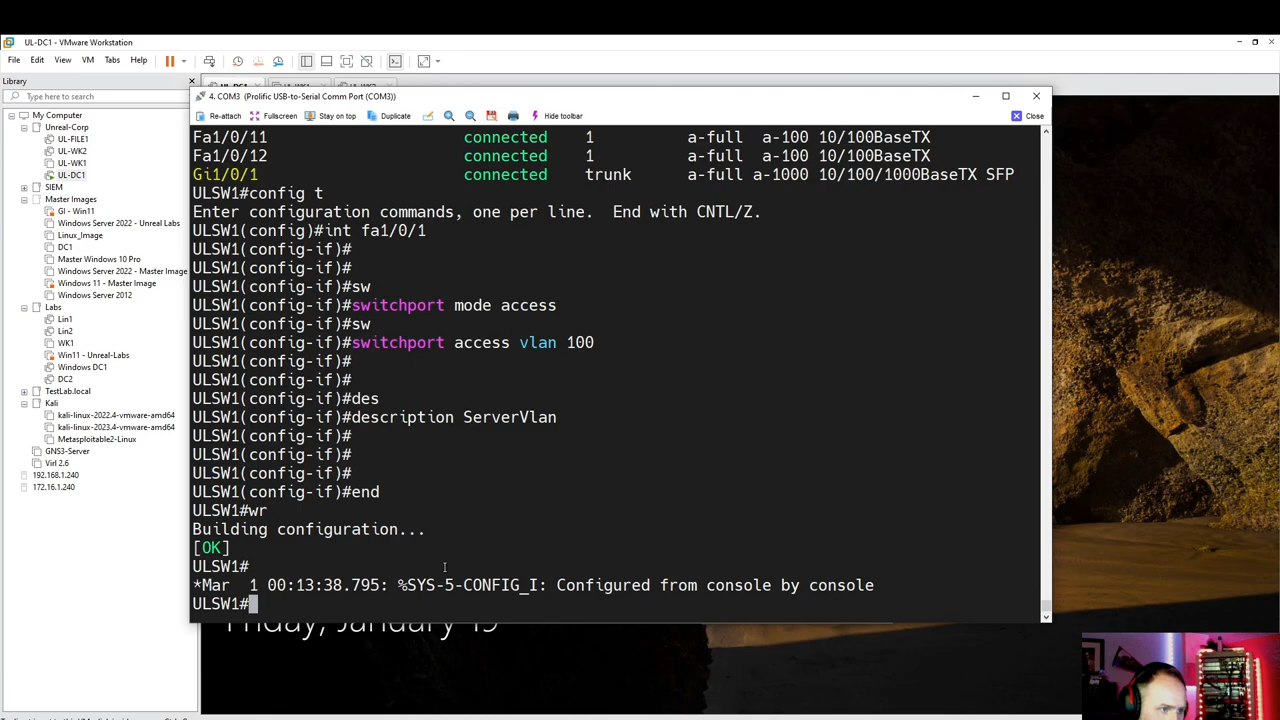 UL-DC1 - VMware Workstation
File Edit View VM Tabs Help
Library
Type here to search
My Computer
Unreal-Corp
UL-FILE1
UL-WK2
UL-WK1
UL-DC1
SIEM
Master Images
GI - Win11
Windows Server 2022 - Unreal Labs
Linux_Image
DC1
Master Windows 10 Pro
Windows Server 2022 - Master Image
Windows 11 - Master Image
Windows Server 2012
Labs
Lin1
Lin2
WK1
Win11 - Unreal-Labs
Windows DC1
DC2
TestLab.local
Kali
kali-linux-2022.4-vmware-amd64
kali-linux-2023.4-vmware-amd64
Metasploitable2-Linux
GNS3-Server
Virl 2.6
192.168.1.240
172.16.1.240
4. COM3 (Prolific USB-to-Serial Comm Port (COM3))
Re-attach Fullscreen Stay on top Duplicate Hide toolbar Close
Fa1/0/11 connected 1 a-full a-100 10/100BaseTX
Fa1/0/12 connected 1 a-full a-100 10/100BaseTX
Gi1/0/1 connected trunk a-full a-1000 10/100/1000BaseTX SFP
ULSW1#config t
Enter configuration commands, one per line. End with CNTL/Z.
ULSW1(config)#int fa1/0/1
ULSW1(config-if)#
ULSW1(config-if)#
ULSW1(config-if)#sw
ULSW1(config-if)#switchport mode access
ULSW1(config-if)#sw
ULSW1(config-if)#switchport access vlan 100
ULSW1(config-if)#
ULSW1(config-if)#
ULSW1(config-if)#des
ULSW1(config-if)#description ServerVlan
ULSW1(config-if)#
ULSW1(config-if)#
ULSW1(config-if)#
ULSW1(config-if)#end
ULSW1#wr
Building configuration...
[OK]
ULSW1#
*Mar 1 00:13:38.795: %SYS-5-CONFIG_I: Configured from console by console
ULSW1#
Friday, January 19